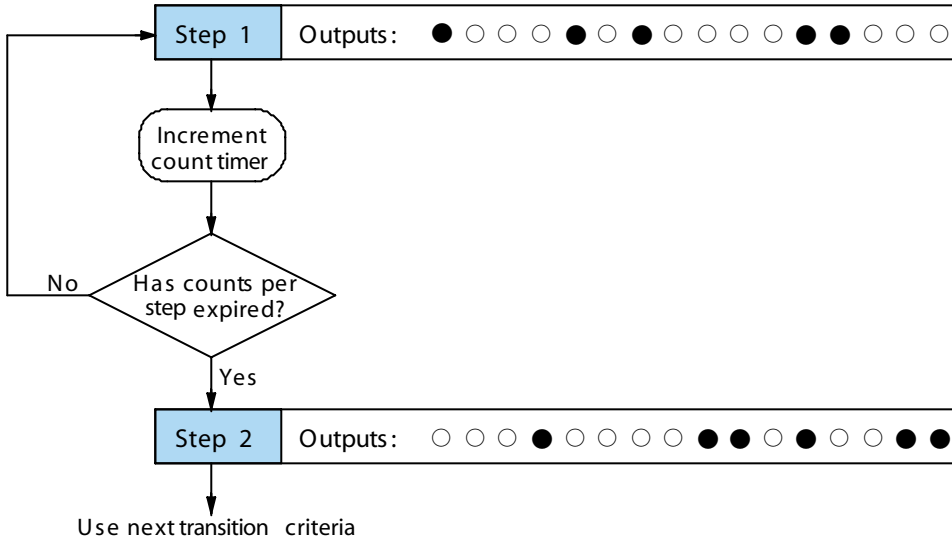 Step 1 Outputs:
Increment
count timer
Has counts per
step expired?
No
Yes
Step 2 Outputs:
Use next transition criteria